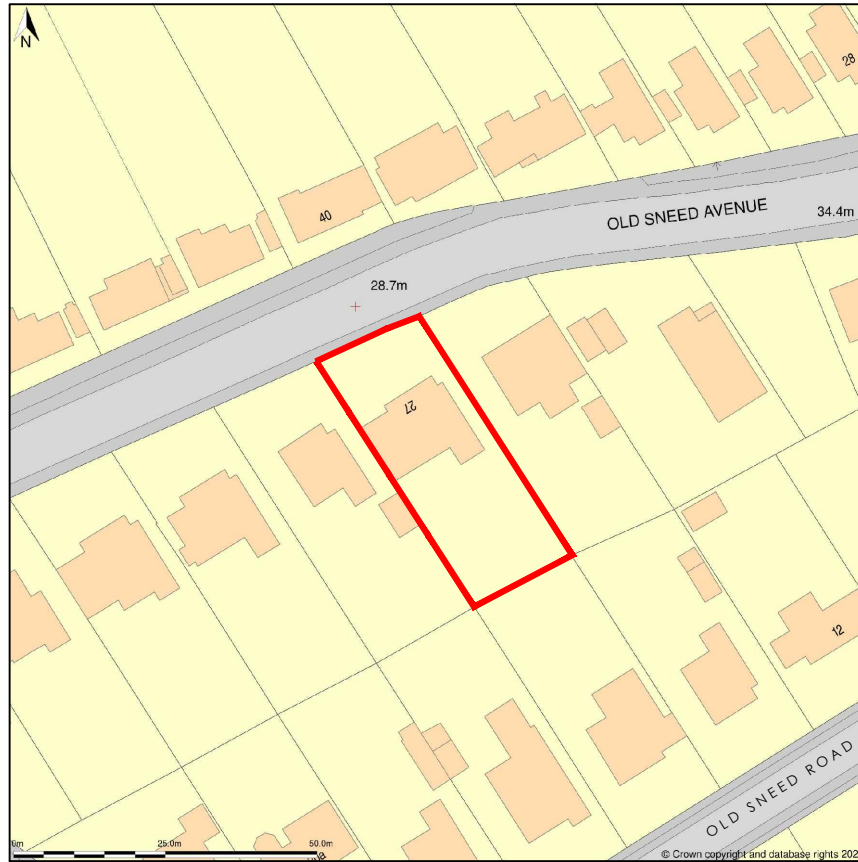 N
28
40
OLD SNEED AVENUE
34.4m
28.7m
27
12
OLD SNEED ROAD
0m
25.0m
50.0m
© Crown copyright and database rights 202